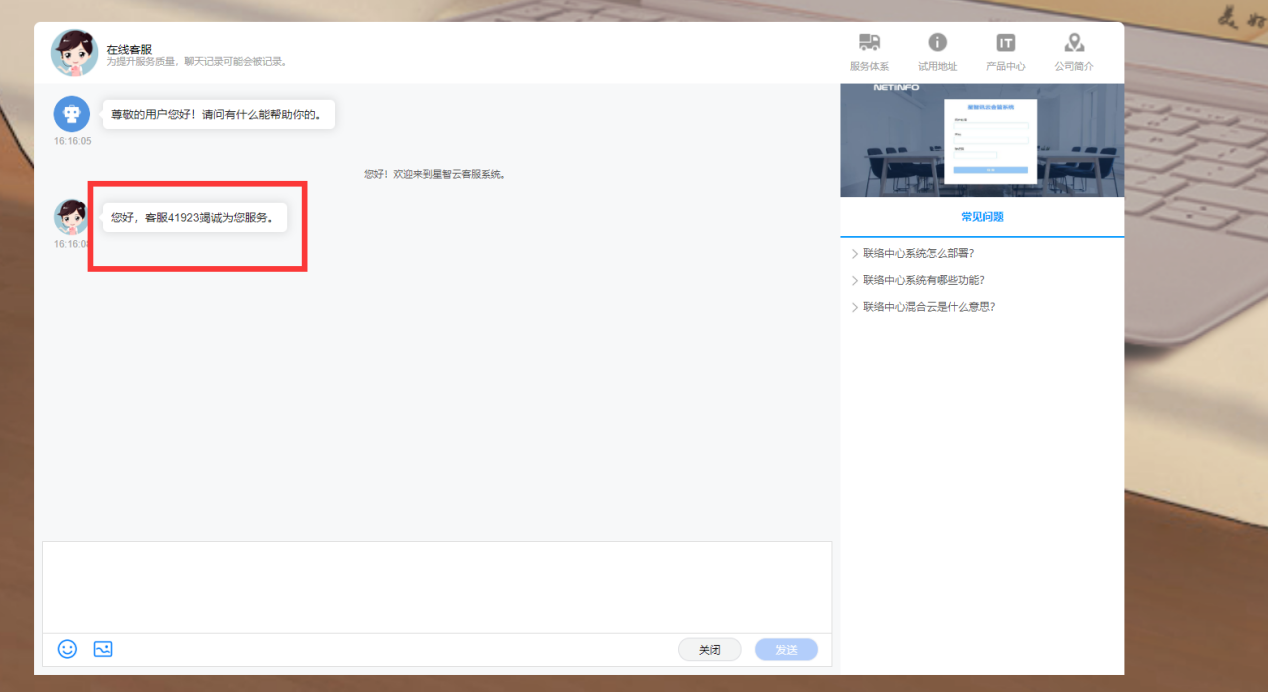 美好
在线客服
为提升服务质量，聊天记录可能会被记录。
服务体系
试用地址
产品中心
公司简介
尊敬的用户您好！请问有什么能帮助你的。
16:16:05
您好！欢迎来到星智云客服系统。
您好，客服41923竭诚为您服务。
16:16:0
NETINFO
常见问题
联络中心系统怎么部署?
联络中心系统有哪些功能?
联络中心混合云是什么意思?
关闭
发送